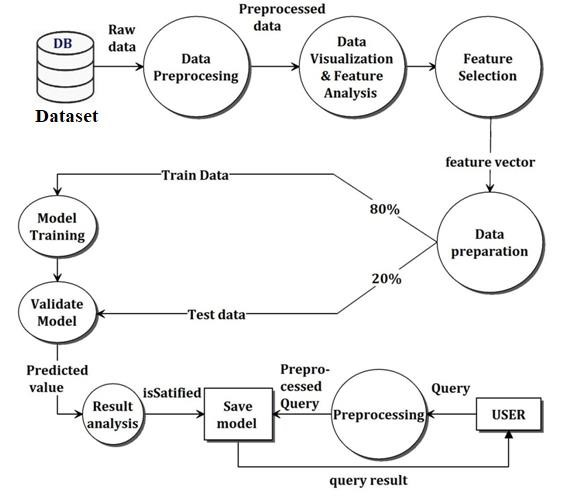 DB
Dataset
Raw
data
Data
Preprocesing
Preprocessed
data
Data
Visualization
& Feature
Analysis
Feature
Selection
feature vector
Data
preparation
80%
Train Data
20%
Test data
Model
Training
Validate
Model
Predicted
value
Result
analysis
isSatified
Save
model
Prepro-
cessed
Query
Preprocessing
Query
USER
query result